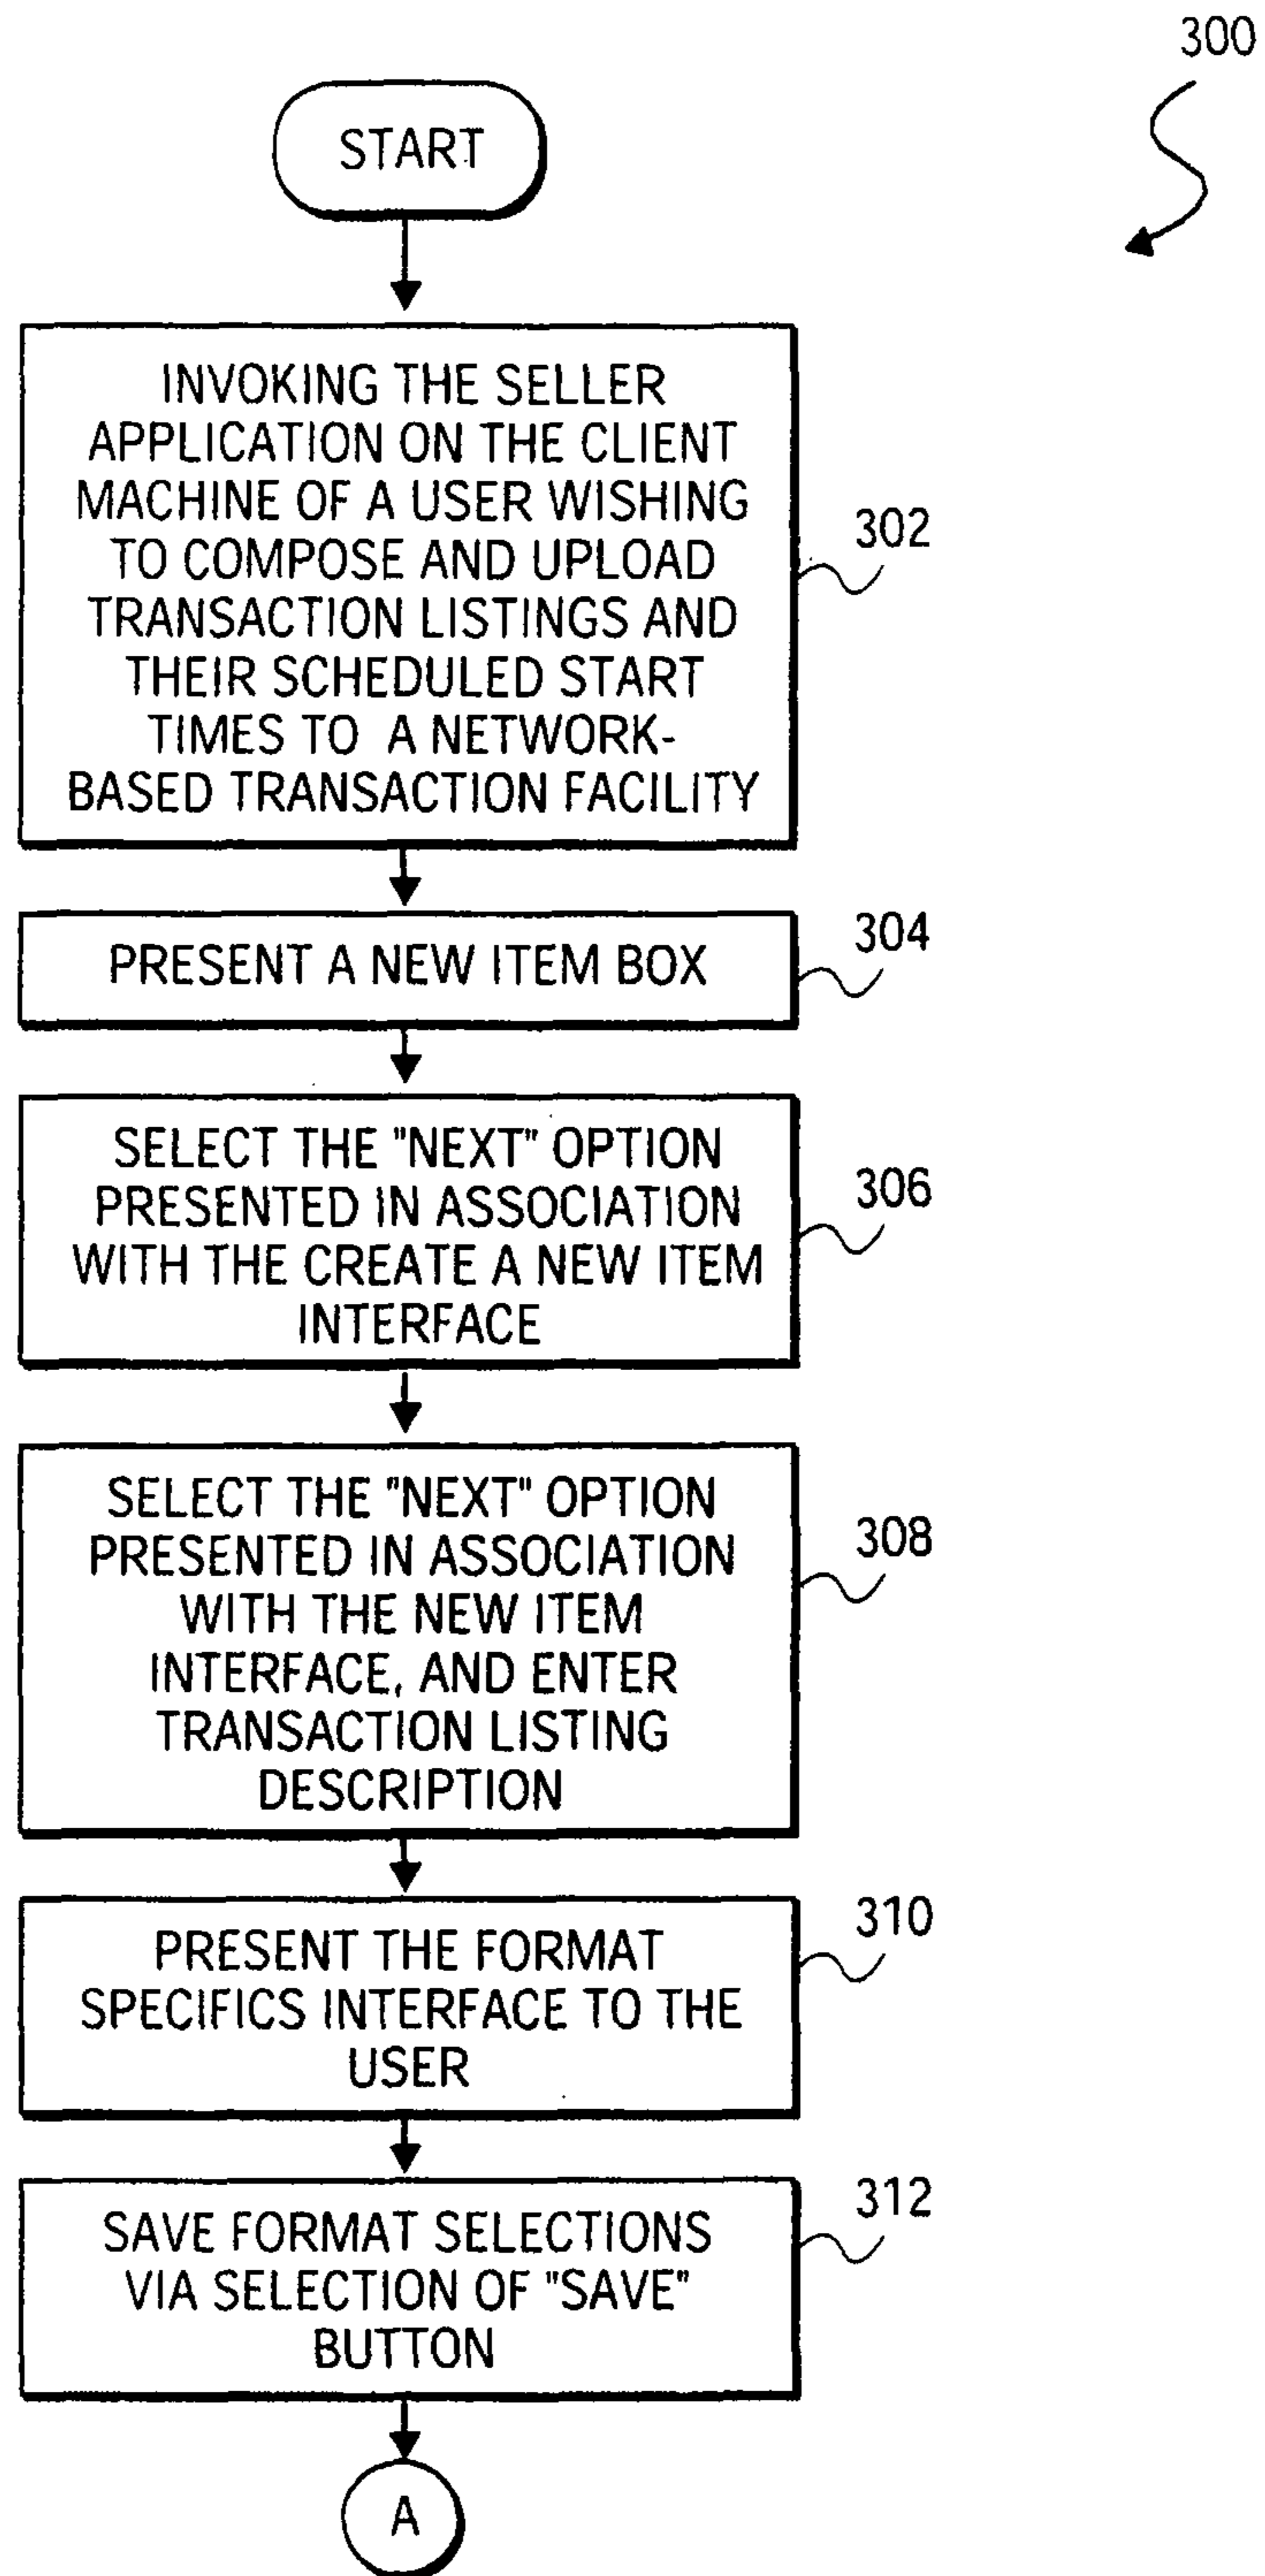 300
START
INVOKING THE SELLER
APPLICATION ON THE CLIENT
MACHINE OF A USER WISHING
TO COMPOSE AND UPLOAD
TRANSACTION LISTINGS AND
THEIR SCHEDULED START
TIMES TO A NETWORK-
BASED TRANSACTION FACILITY
302
PRESENT A NEW ITEM BOX
304
SELECT THE "NEXT" OPTION
PRESENTED IN ASSOCIATION
WITH THE CREATE A NEW ITEM
INTERFACE
306
SELECT THE "NEXT" OPTION
PRESENTED IN ASSOCIATION
WITH THE NEW ITEM
INTERFACE, AND ENTER
TRANSACTION LISTING
DESCRIPTION
308
PRESENT THE FORMAT
SPECIFICS INTERFACE TO THE
USER
310
SAVE FORMAT SELECTIONS
VIA SELECTION OF "SAVE"
BUTTON
312
A